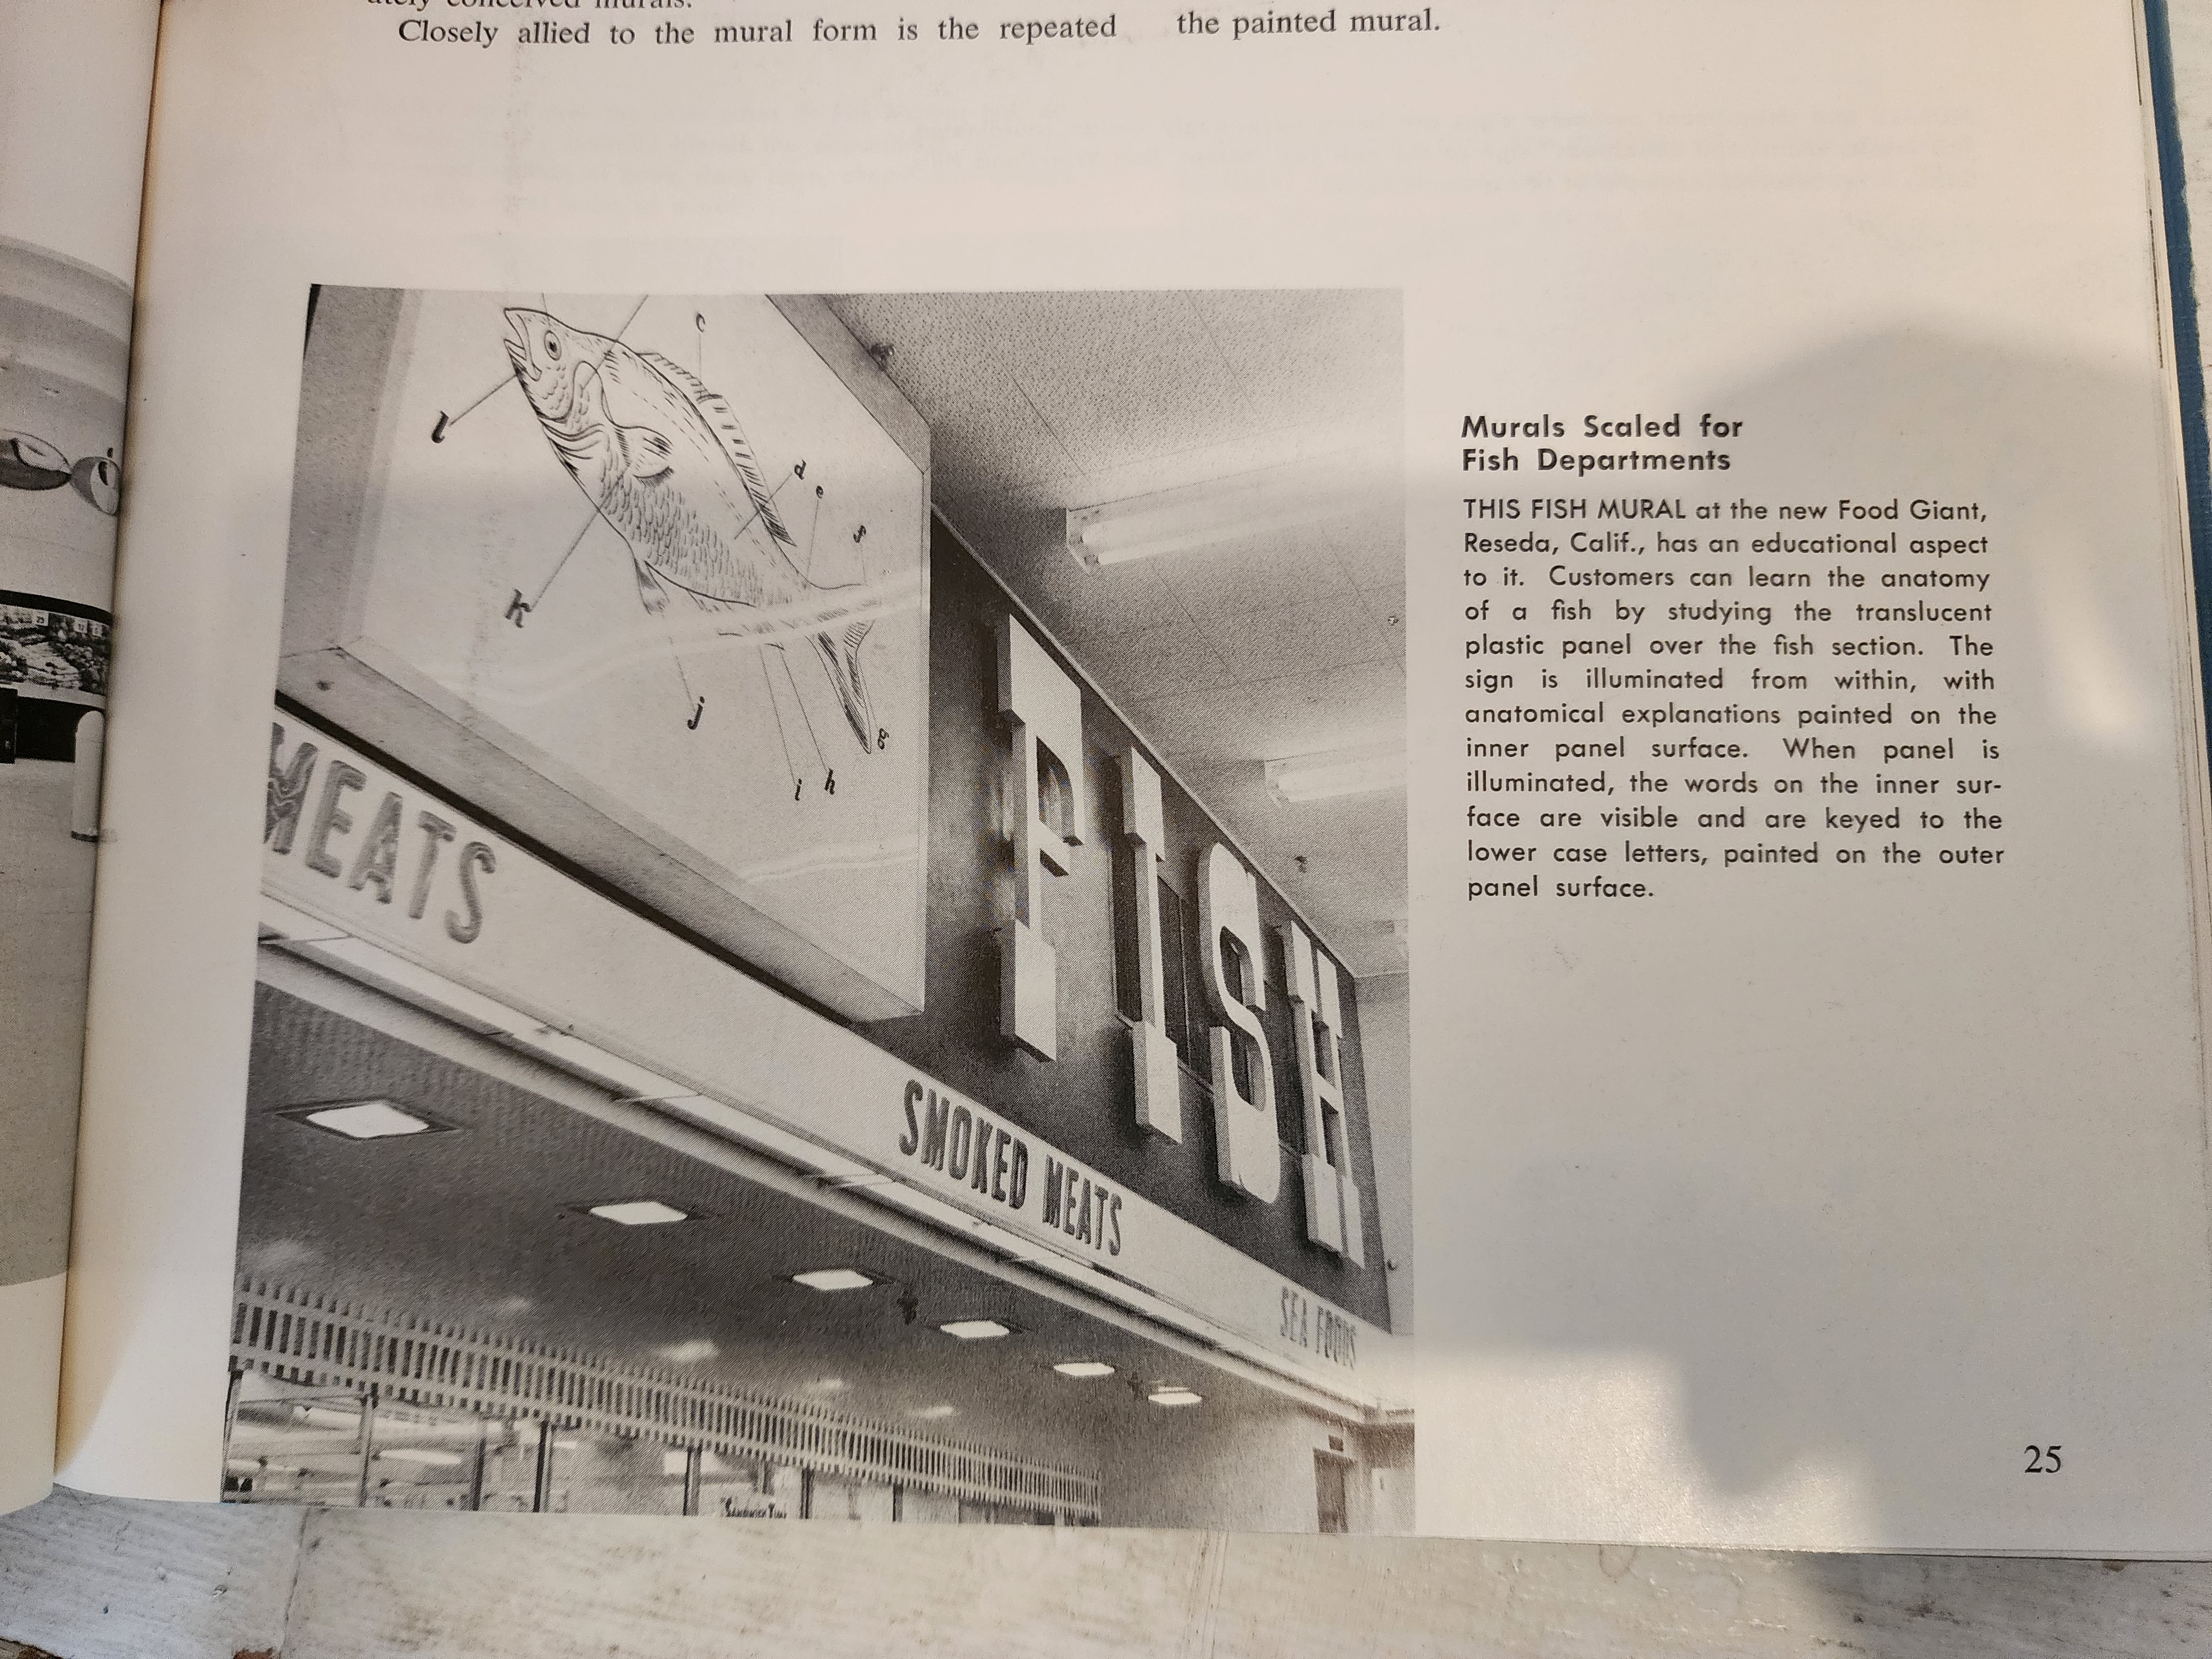 ately conceived murals.
Closely allied to the mural form is the repeated
the painted mural.
c
l
d
e
k
j
g
i
h
MEATS
FISH
SMOKED MEATS
SEA FOODS
SANDWICH TIME
Murals Scaled for
Fish Departments
THIS FISH MURAL at the new Food Giant,
Reseda, Calif., has an educational aspect
to it. Customers can learn the anatomy
of a fish by studying the translucent
plastic panel over the fish section. The
sign is illuminated from within, with
anatomical explanations painted on the
inner panel surface. When panel is
illuminated, the words on the inner sur-
face are visible and are keyed to the
lower case letters, painted on the outer
panel surface.
25